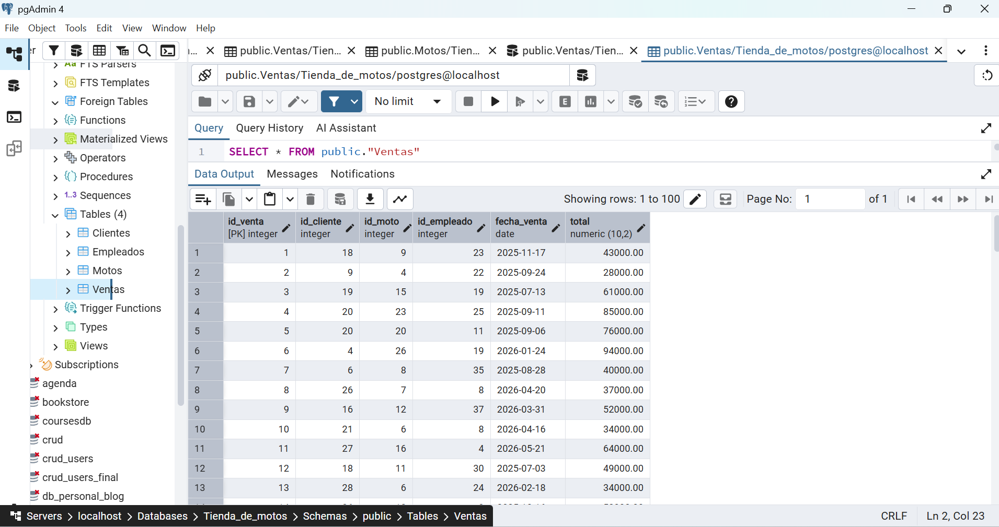 pgAdmin 4
File Object Tools Edit View Window Help
public.Ventas/Tien... public.Motos/Tien... public.Ventas/Tien... public.Ventas/Tienda_de_motos/postgres@localhost
public.Ventas/Tienda_de_motos/postgres@localhost
No limit
Query Query History AI Assistant
1 SELECT * FROM public."Ventas"
Data Output Messages Notifications
Showing rows: 1 to 100 Page No: 1 of 1
FTS Parsers
FTS Templates
Foreign Tables
Functions
Materialized Views
Operators
Procedures
1..3 Sequences
Tables (4)
Clientes
Empleados
Motos
Ventas
Trigger Functions
Types
Views
Subscriptions
agenda
bookstore
coursesdb
crud
crud_users
crud_users_final
db_personal_blog
id_venta id_cliente id_moto id_empleado fecha_venta total
[PK] integer integer integer integer date numeric (10,2)
1 1 18 9 23 2025-11-17 43000.00
2 2 9 4 22 2025-09-24 28000.00
3 3 19 15 19 2025-07-13 61000.00
4 4 20 23 25 2025-09-11 85000.00
5 5 20 20 11 2025-09-06 76000.00
6 6 4 26 19 2026-01-24 94000.00
7 7 6 8 35 2025-08-28 40000.00
8 8 26 7 8 2026-04-20 37000.00
9 9 16 12 37 2026-03-31 52000.00
10 10 21 6 8 2026-04-16 34000.00
11 11 27 16 4 2026-05-21 64000.00
12 12 18 11 30 2025-07-03 49000.00
13 13 28 6 24 2026-02-18 34000.00
Servers > localhost > Databases > Tienda_de_motos > Schemas > public > Tables > Ventas
CRLF Ln 2, Col 23